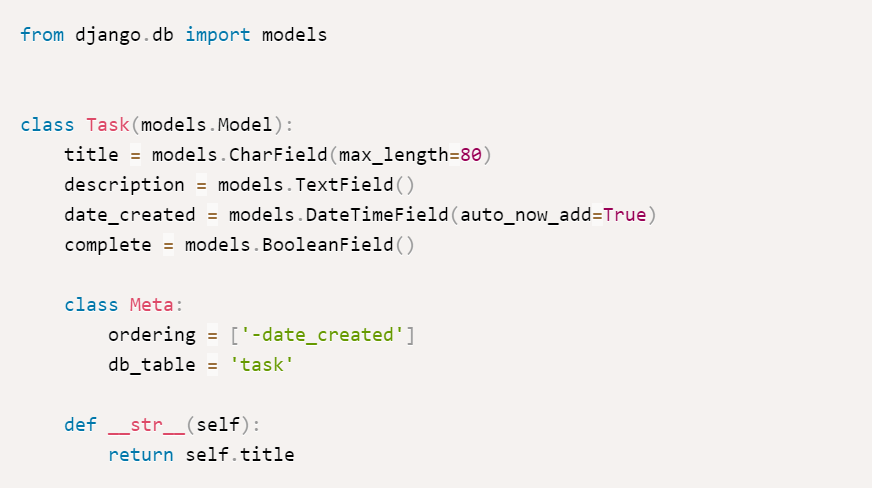 from django.db import models
class Task(models.Model):
    title = models.CharField(max_length=80)
    description = models.TextField()
    date_created = models.DateTimeField(auto_now_add=True)
    complete = models.BooleanField()
    class Meta:
        ordering = ['-date_created']
        db_table = 'task'
    def __str__(self):
        return self.title